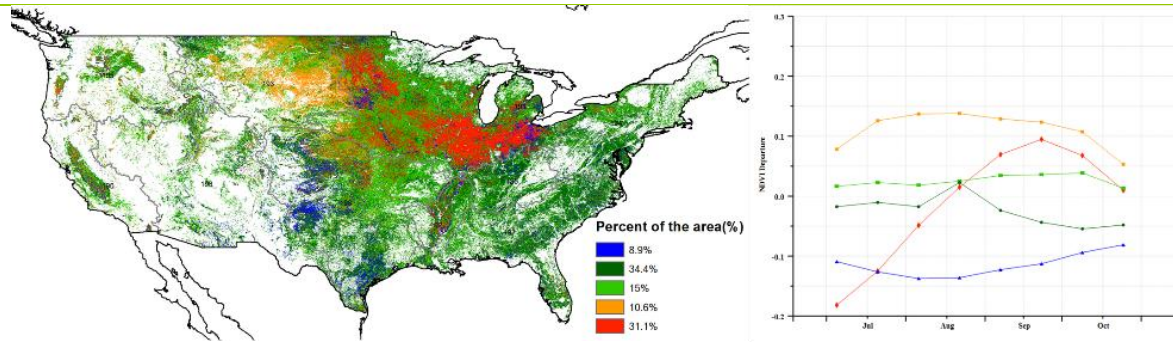 Percent of the area(%)
8.9%
34.4%
15%
10.6%
31.1%
NDVI Departure
0.3
0.2
0.1
0.0
-0.1
-0.2
Jul
Aug
Sep
Oct